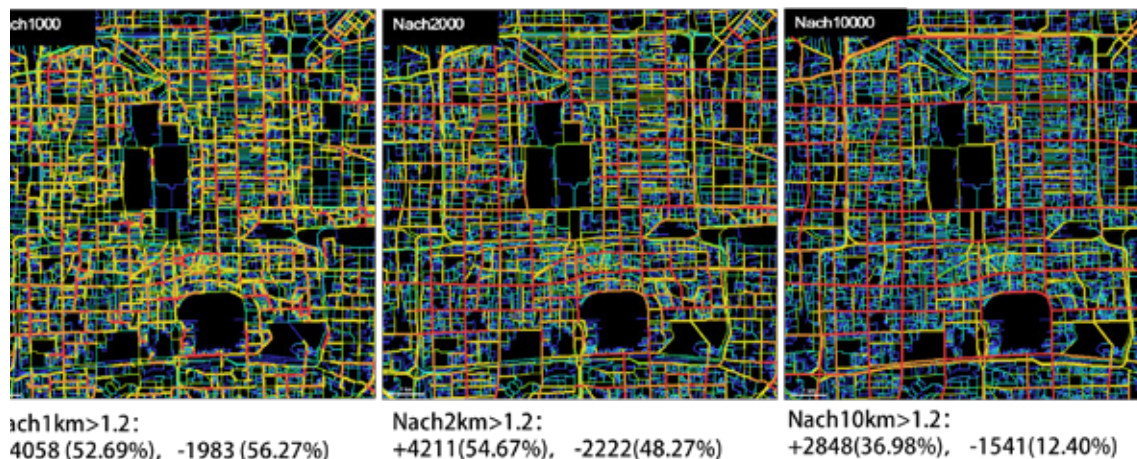 ch1000
Nach2000
Nach10000
ach1km>1.2:
4058 (52.69%), -1983 (56.27%)
Nach2km>1.2:
+4211(54.67%), -2222(48.27%)
Nach10km>1.2:
+2848(36.98%), -1541(12.40%)